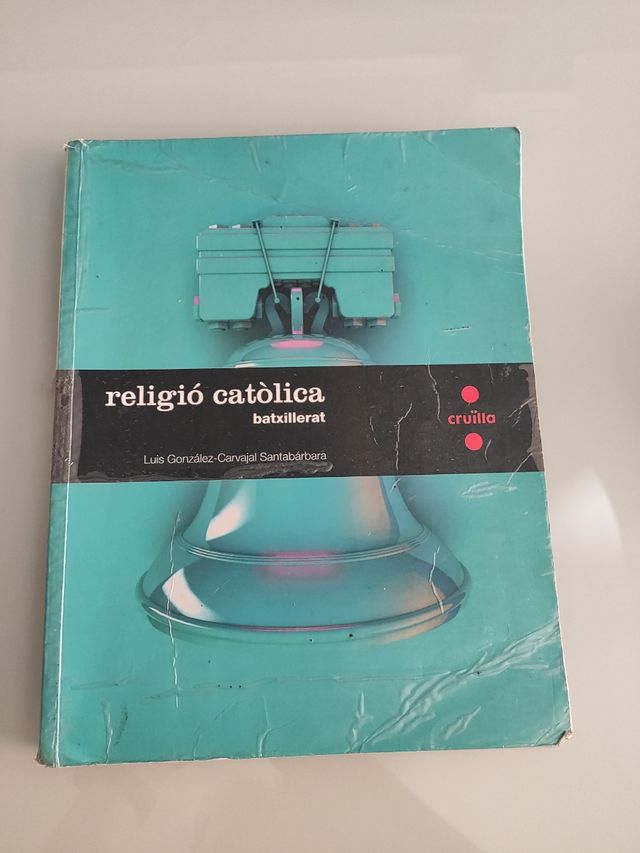 religió catòlica
batxillerat
Luis González-Carvajal Santabárbara
cruïlla